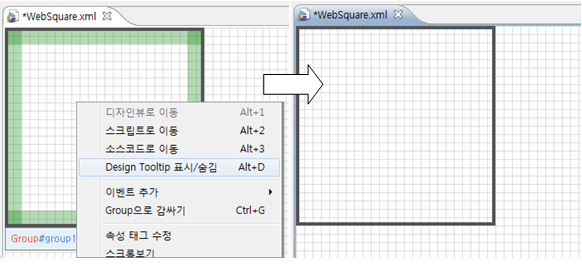 *WebSquare.xml
디자인뷰로 이동 Alt+1
스크립트로 이동 Alt+2
소스코드로 이동 Alt+3
Design Tooltip 표시/숨김 Alt+D
이벤트 추가
Group으로 감싸기 Ctrl+G
속성 태그 수정
스크롤보기
Group#group1
*WebSquare.xml